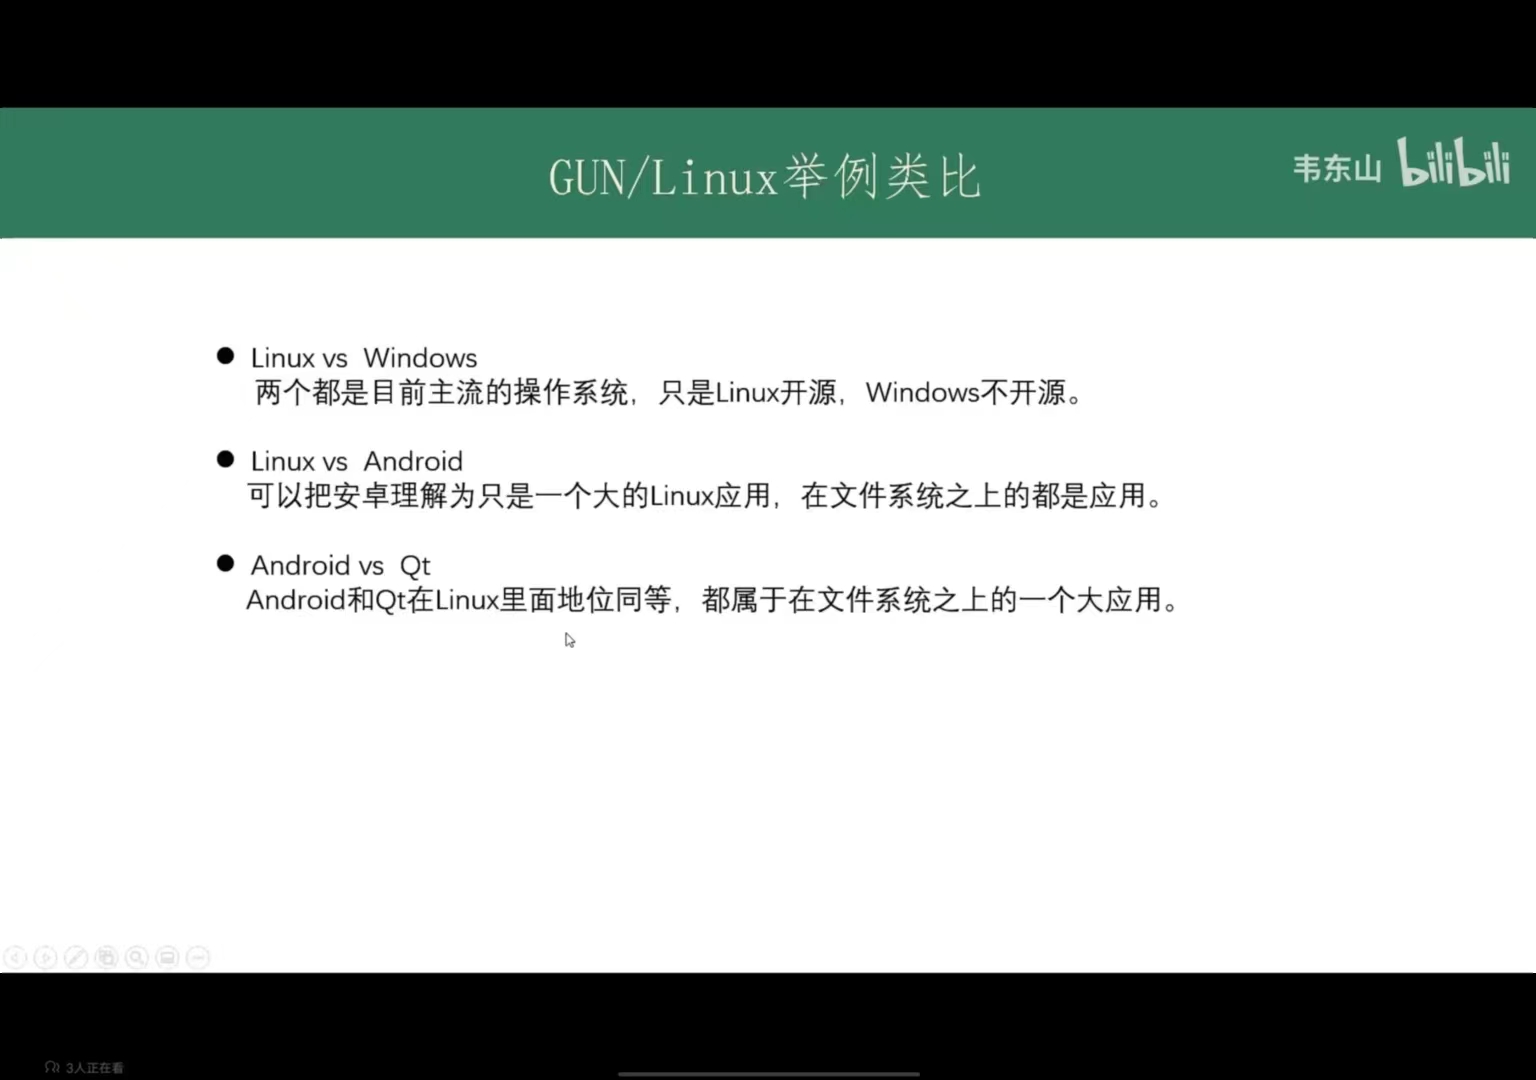 GUN/Linux举例类比
韦东山 bilibili
Linux vs Windows
两个都是目前主流的操作系统，只是Linux开源，Windows不开源。
Linux vs Android
可以把安卓理解为只是一个大的Linux应用，在文件系统之上的都是应用。
Android vs Qt
Android和Qt在Linux里面地位同等，都属于在文件系统之上的一个大应用。
3人正在看